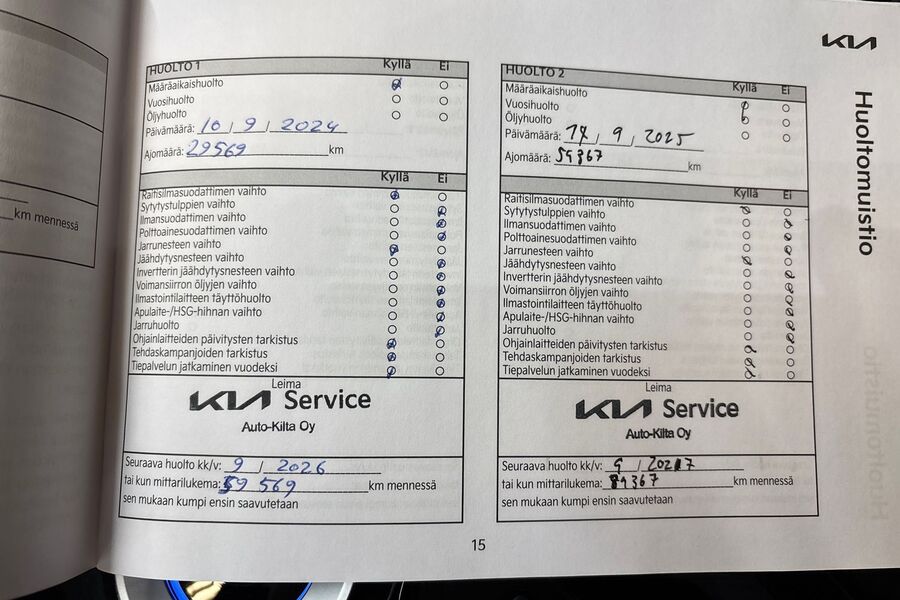 KIA
Huoltomuistio
km mennessä
HUOLTO 1 Kyllä Ei
Määräaikaishuolto
Vuosihuolto
Öljyhuolto
Päivämäärä: 10 / 9 / 2024
Ajomäärä: 29569 km
Kyllä Ei
Raitisilmasuodattimen vaihto
Sytytystulppien vaihto
Ilmansuodattimen vaihto
Polttoainesuodattimen vaihto
Jarrunesteen vaihto
Jäähdytysnesteen vaihto
Invertterin jäähdytysnesteen vaihto
Voimansiirron öljyjen vaihto
Ilmastointilaitteen täyttöhuolto
Apulaite-/HSG-hihnan vaihto
Jarruhuolto
Ohjainlaitteiden päivitysten tarkistus
Tehdaskampanjoiden tarkistus
Tiepalvelun jatkaminen vuodeksi
Leima
KIA Service
Auto-Kilta Oy
Seuraava huolto kk/v: 9 / 2026
tai kun mittarilukema: 59 569 km mennessä
sen mukaan kumpi ensin saavutetaan
HUOLTO 2 Kyllä Ei
Määräaikaishuolto
Vuosihuolto
Öljyhuolto
Päivämäärä: / 9 / 2025
Ajomäärä: 59367 km
Kyllä Ei
Raitisilmasuodattimen vaihto
Sytytystulppien vaihto
Ilmansuodattimen vaihto
Polttoainesuodattimen vaihto
Jarrunesteen vaihto
Jäähdytysnesteen vaihto
Invertterin jäähdytysnesteen vaihto
Voimansiirron öljyjen vaihto
Ilmastointilaitteen täyttöhuolto
Apulaite-/HSG-hihnan vaihto
Jarruhuolto
Ohjainlaitteiden päivitysten tarkistus
Tehdaskampanjoiden tarkistus
Tiepalvelun jatkaminen vuodeksi
Leima
KIA Service
Auto-Kilta Oy
Seuraava huolto kk/v: 9 / 2027
tai kun mittarilukema: 89367 km mennessä
sen mukaan kumpi ensin saavutetaan
15